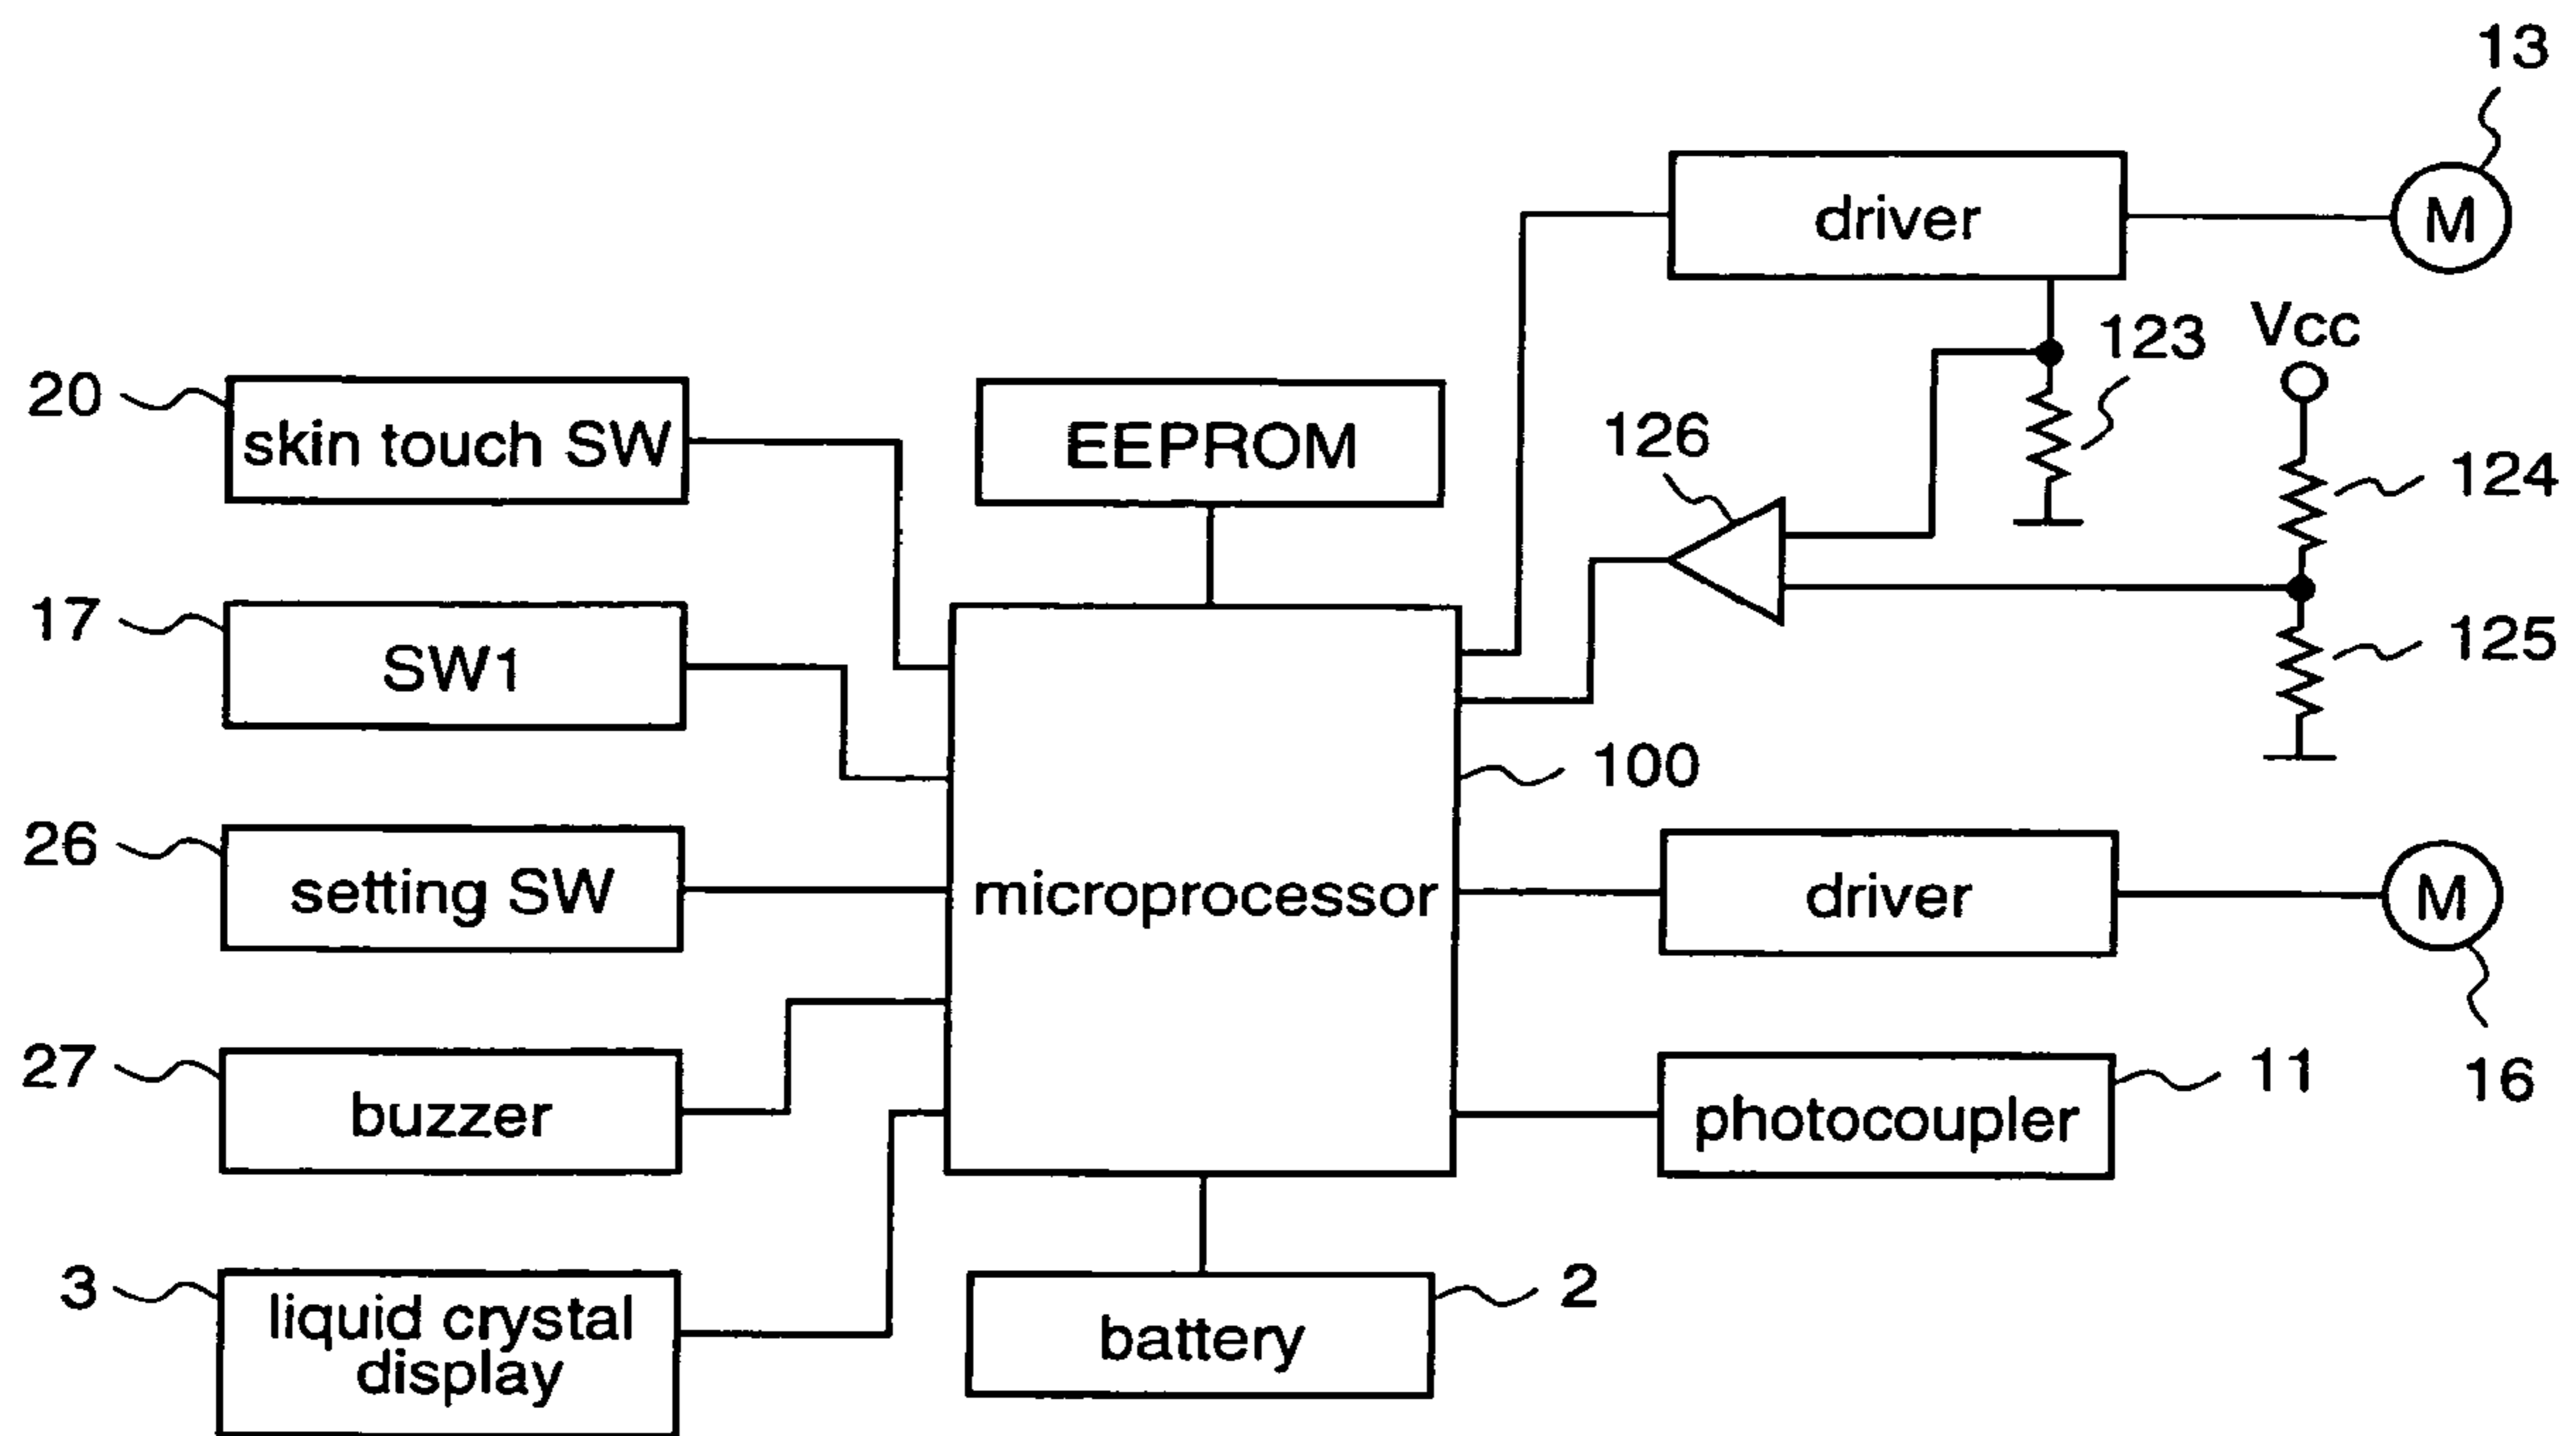 13
driver
M
123
Vcc
20
skin touch SW
EEPROM
126
124
17
SW1
125
100
26
setting SW
microprocessor
driver
M
27
buzzer
photocoupler
11
16
3
liquid crystal
display
battery
2